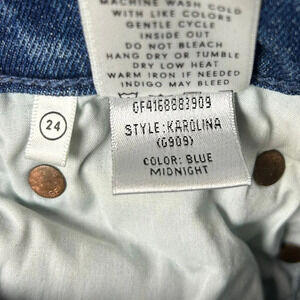 MACHINE WASH COLD
WITH LIKE COLORS
GENTLE CYCLE
INSIDE OUT
DO NOT BLEACH
HANG DRY OR TUMBLE
DRY LOW HEAT
WARM IRON IF NEEDED
INDIGO MAY BLEED
24
GF4168883909
STYLE: KAROLINA
(G909)
COLOR: BLUE
MIDNIGHT